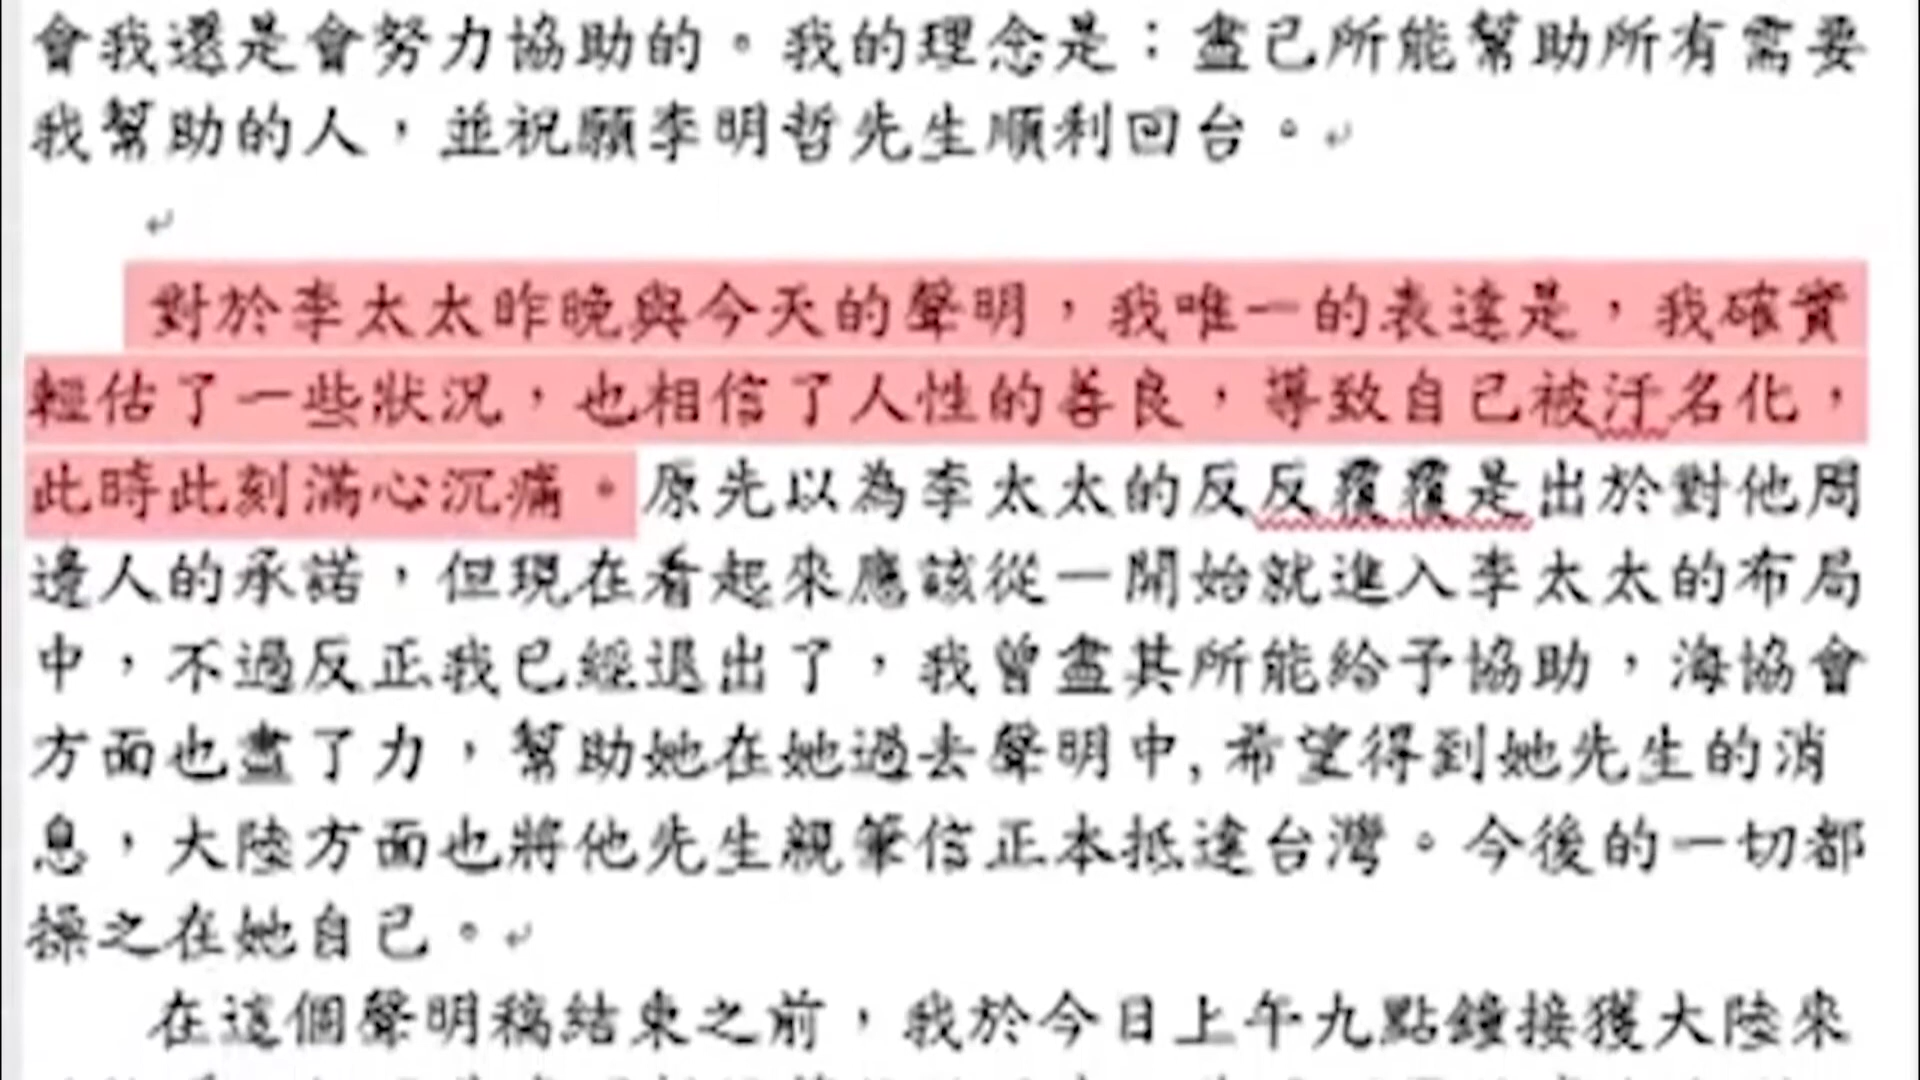 會我還是會努力協助的。我的理念是：盡己所能幫助所有需要
我幫助的人，並祝願李明哲先生順利回台。
對於李太太昨晚與今天的聲明，我唯一的表達是，我確實
輕估了一些狀況，也相信了人性的善良，導致自己被汙名化，
此時此刻滿心沉痛。原先以為李太太的反反覆覆是出於對他周
邊人的承諾，但現在看起來應該從一開始就進入李太太的布局
中，不過反正我已經退出了，我曾盡其所能給予協助，海協會
方面也盡了力，幫助她在她過去聲明中,希望得到她先生的消
息，大陸方面也將他先生親筆信正本抵達台灣。今後的一切都
操之在她自己。
在這個聲明稿結束之前，我於今日上午九點鐘接獲大陸來